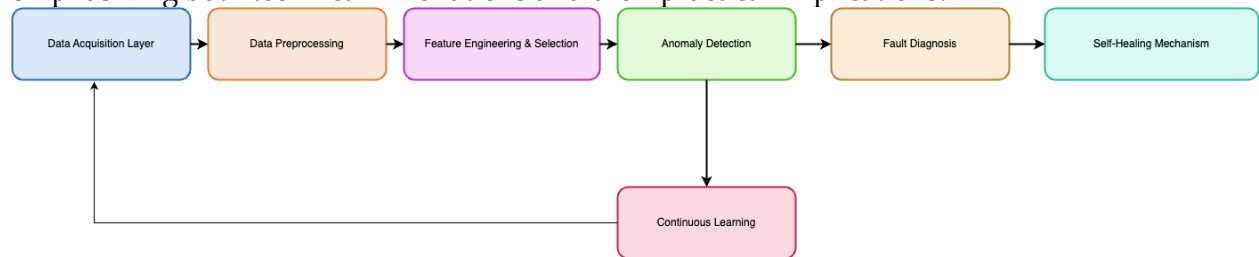 Data Acquisition Layer
Data Preprocessing
Feature Engineering & Selection
Anomaly Detection
Fault Diagnosis
Self-Healing Mechanism
Continuous Learning